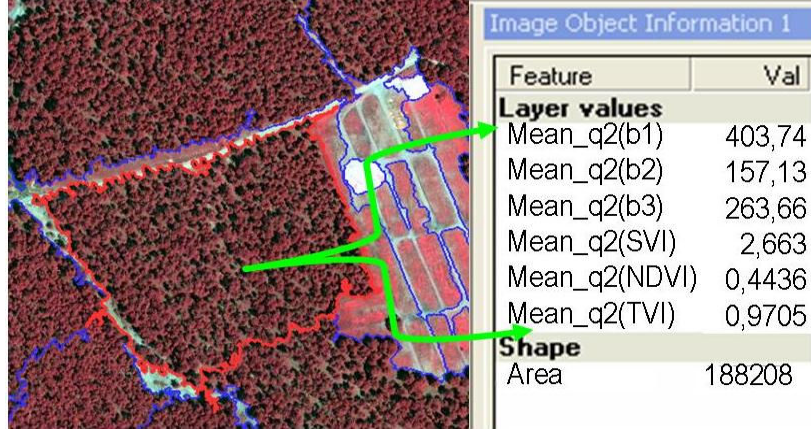 Image Object Information 1
Feature Val
Layer values
Mean_q2(b1) 403,74
Mean_q2(b2) 157,13
Mean_q2(b3) 263,66
Mean_q2(SVI) 2,663
Mean_q2(NDVI) 0,4436
Mean_q2(TVI) 0,9705
Shape
Area 188208